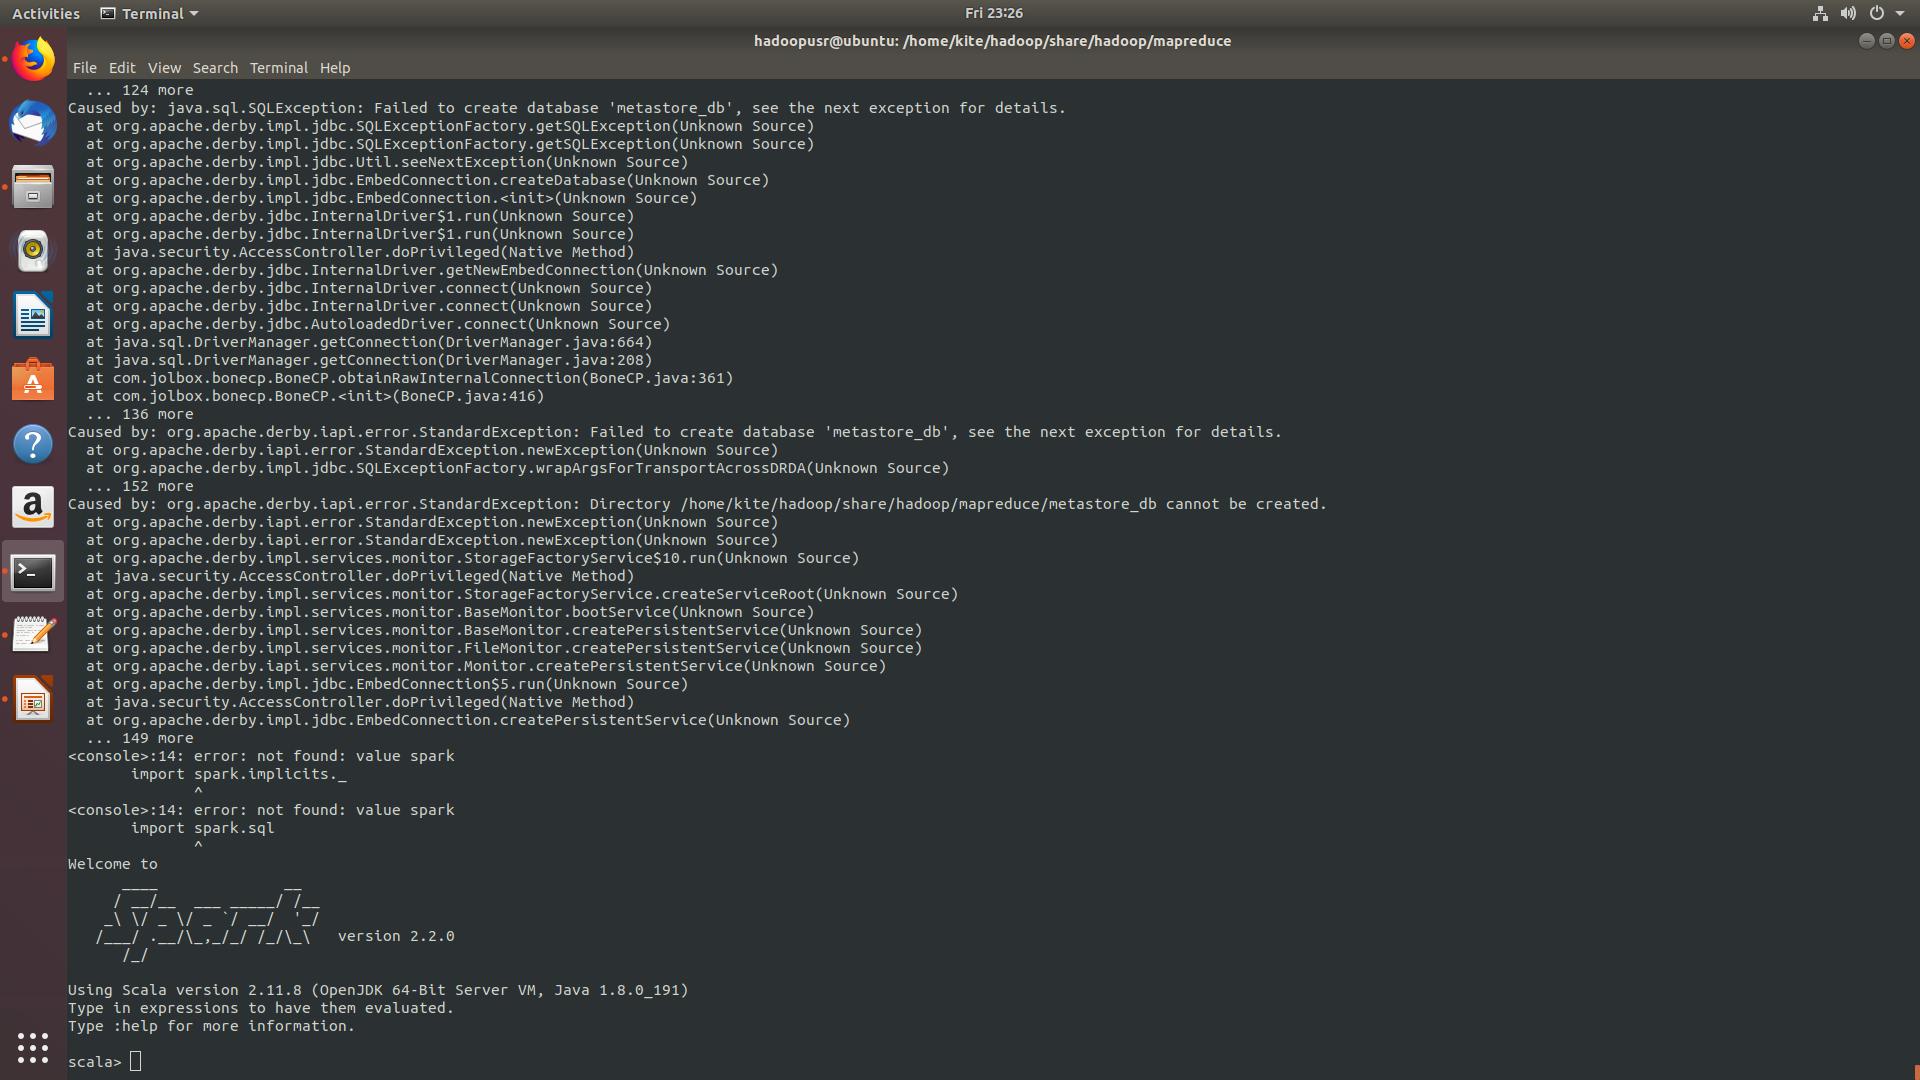 Activities
Terminal
Fri 23:26
hadoopusr@ubuntu: /home/kite/hadoop/share/hadoop/mapreduce
File Edit View Search Terminal Help
... 124 more
Caused by: java.sql.SQLException: Failed to create database 'metastore_db', see the next exception for details.
at org.apache.derby.impl.jdbc.SQLExceptionFactory.getSQLException(Unknown Source)
at org.apache.derby.impl.jdbc.SQLExceptionFactory.getSQLException(Unknown Source)
at org.apache.derby.impl.jdbc.Util.seeNextException(Unknown Source)
at org.apache.derby.impl.jdbc.EmbedConnection.createDatabase(Unknown Source)
at org.apache.derby.impl.jdbc.EmbedConnection.<init>(Unknown Source)
at org.apache.derby.jdbc.InternalDriver$1.run(Unknown Source)
at org.apache.derby.jdbc.InternalDriver$1.run(Unknown Source)
at java.security.AccessController.doPrivileged(Native Method)
at org.apache.derby.jdbc.InternalDriver.getNewEmbedConnection(Unknown Source)
at org.apache.derby.jdbc.InternalDriver.connect(Unknown Source)
at org.apache.derby.jdbc.InternalDriver.connect(Unknown Source)
at org.apache.derby.jdbc.AutoloadedDriver.connect(Unknown Source)
at java.sql.DriverManager.getConnection(DriverManager.java:664)
at java.sql.DriverManager.getConnection(DriverManager.java:208)
at com.jolbox.bonecp.BoneCP.obtainRawInternalConnection(BoneCP.java:361)
at com.jolbox.bonecp.BoneCP.<init>(BoneCP.java:416)
... 136 more
Caused by: org.apache.derby.iapi.error.StandardException: Failed to create database 'metastore_db', see the next exception for details.
at org.apache.derby.iapi.error.StandardException.newException(Unknown Source)
at org.apache.derby.impl.jdbc.SQLExceptionFactory.wrapArgsForTransportAcrossDRDA(Unknown Source)
... 152 more
Caused by: org.apache.derby.iapi.error.StandardException: Directory /home/kite/hadoop/share/hadoop/mapreduce/metastore_db cannot be created.
at org.apache.derby.iapi.error.StandardException.newException(Unknown Source)
at org.apache.derby.iapi.error.StandardException.newException(Unknown Source)
at org.apache.derby.impl.services.monitor.StorageFactoryService$10.run(Unknown Source)
at java.security.AccessController.doPrivileged(Native Method)
at org.apache.derby.impl.services.monitor.StorageFactoryService.createServiceRoot(Unknown Source)
at org.apache.derby.impl.services.monitor.BaseMonitor.bootService(Unknown Source)
at org.apache.derby.impl.services.monitor.BaseMonitor.createPersistentService(Unknown Source)
at org.apache.derby.impl.services.monitor.FileMonitor.createPersistentService(Unknown Source)
at org.apache.derby.impl.services.monitor.Monitor.createPersistentService(Unknown Source)
at org.apache.derby.impl.jdbc.EmbedConnection$5.run(Unknown Source)
at java.security.AccessController.doPrivileged(Native Method)
at org.apache.derby.impl.jdbc.EmbedConnection.createPersistentService(Unknown Source)
... 149 more
<console>:14: error: not found: value spark
import spark.implicits._
^
<console>:14: error: not found: value spark
import spark.sql
^
Welcome to
      ____              __
     / __/__  ___ _____/ /__
    _\ \/ _ \/ _ `/ __/  '_/
   /___/ .__/\_,_/_/ /_/\_\   version 2.2.0
      /_/
Using Scala version 2.11.8 (OpenJDK 64-Bit Server VM, Java 1.8.0_191)
Type in expressions to have them evaluated.
Type :help for more information.
scala>